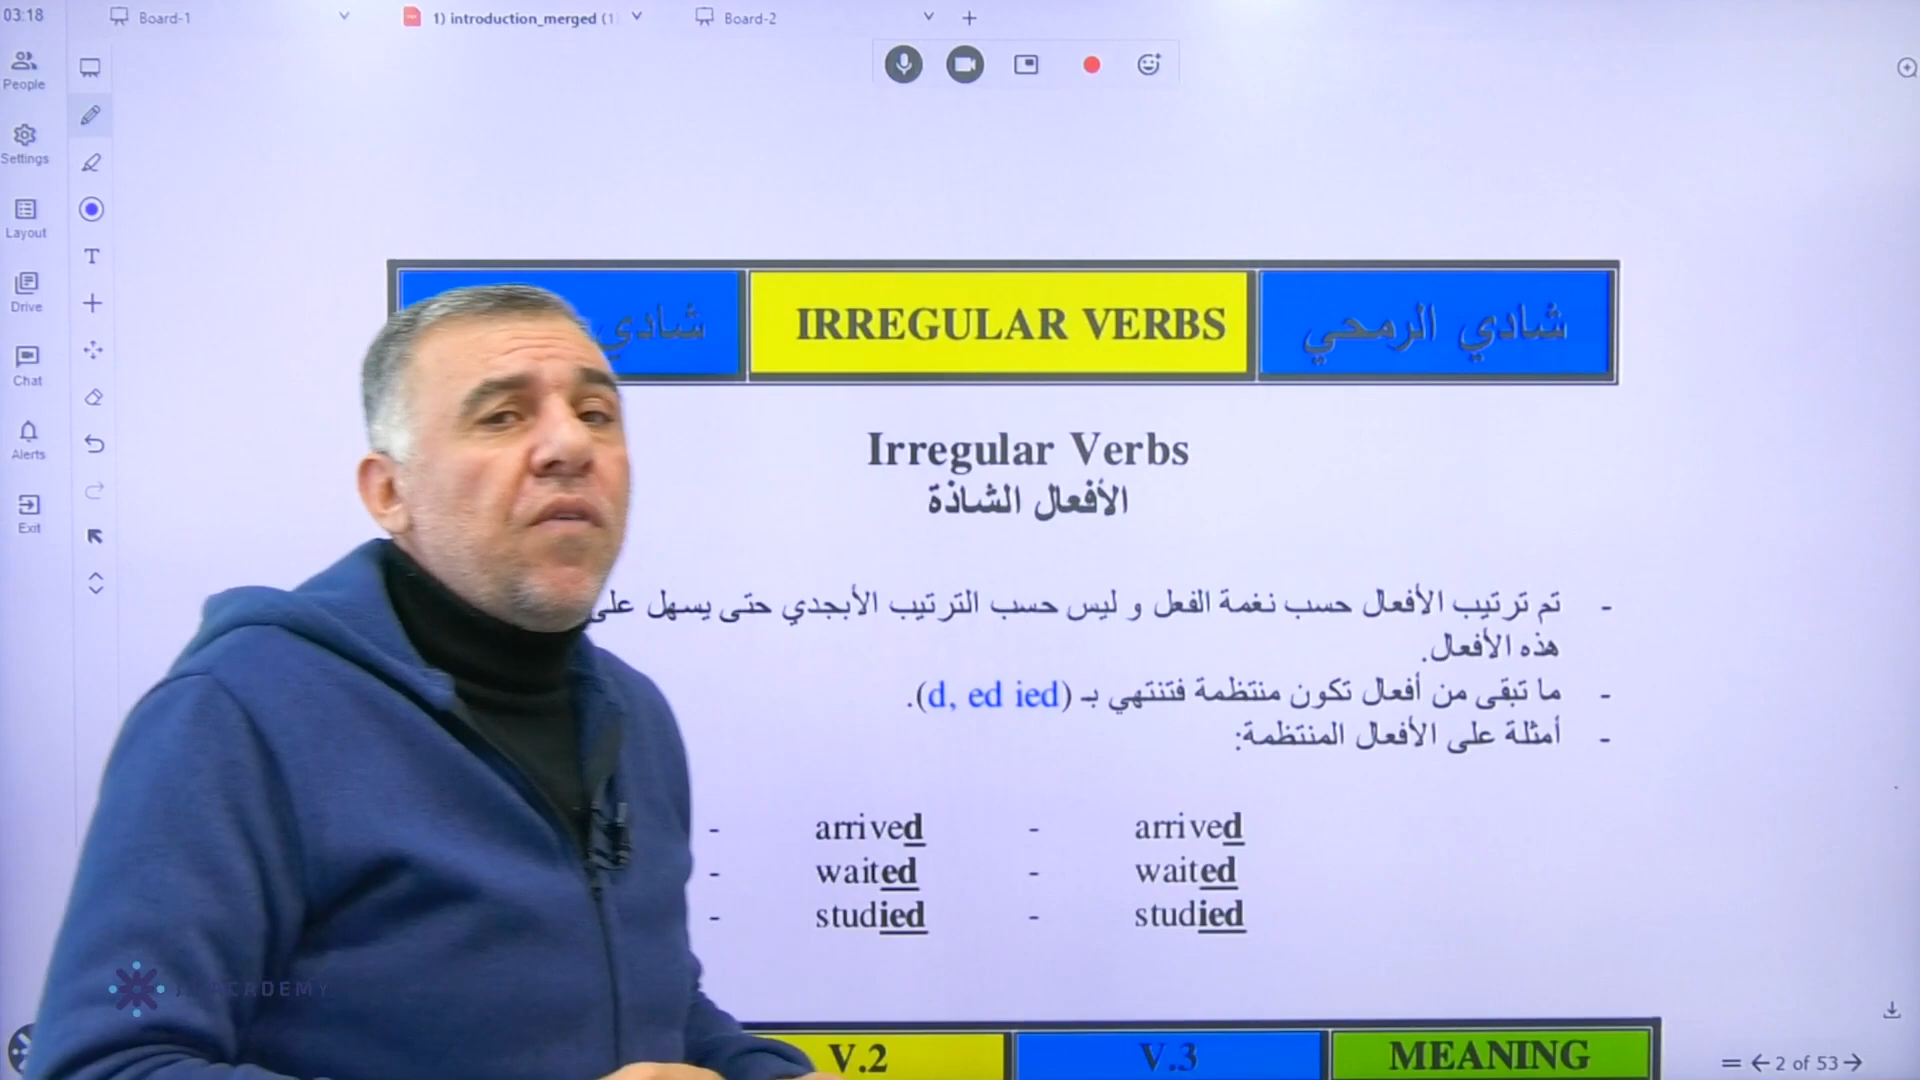 03:18
Board-1
1) introduction_merged (1
Board-2
People
Settings
Layout
Drive
Chat
Alerts
Exit
T
شادي
IRREGULAR VERBS
شادي الرمحي
Irregular Verbs
الأفعال الشاذة
- تم ترتيب الأفعال حسب نغمة الفعل و ليس حسب الترتيب الأبجدي حتى يسهل على
هذه الأفعال.
- ما تبقى من أفعال تكون منتظمة فتنتهي بـ (d, ed ied).
- أمثلة على الأفعال المنتظمة:
- arrived - arrived
- waited - waited
- studied - studied
ACADEMY
V.2 V.3 MEANING
2 of 53